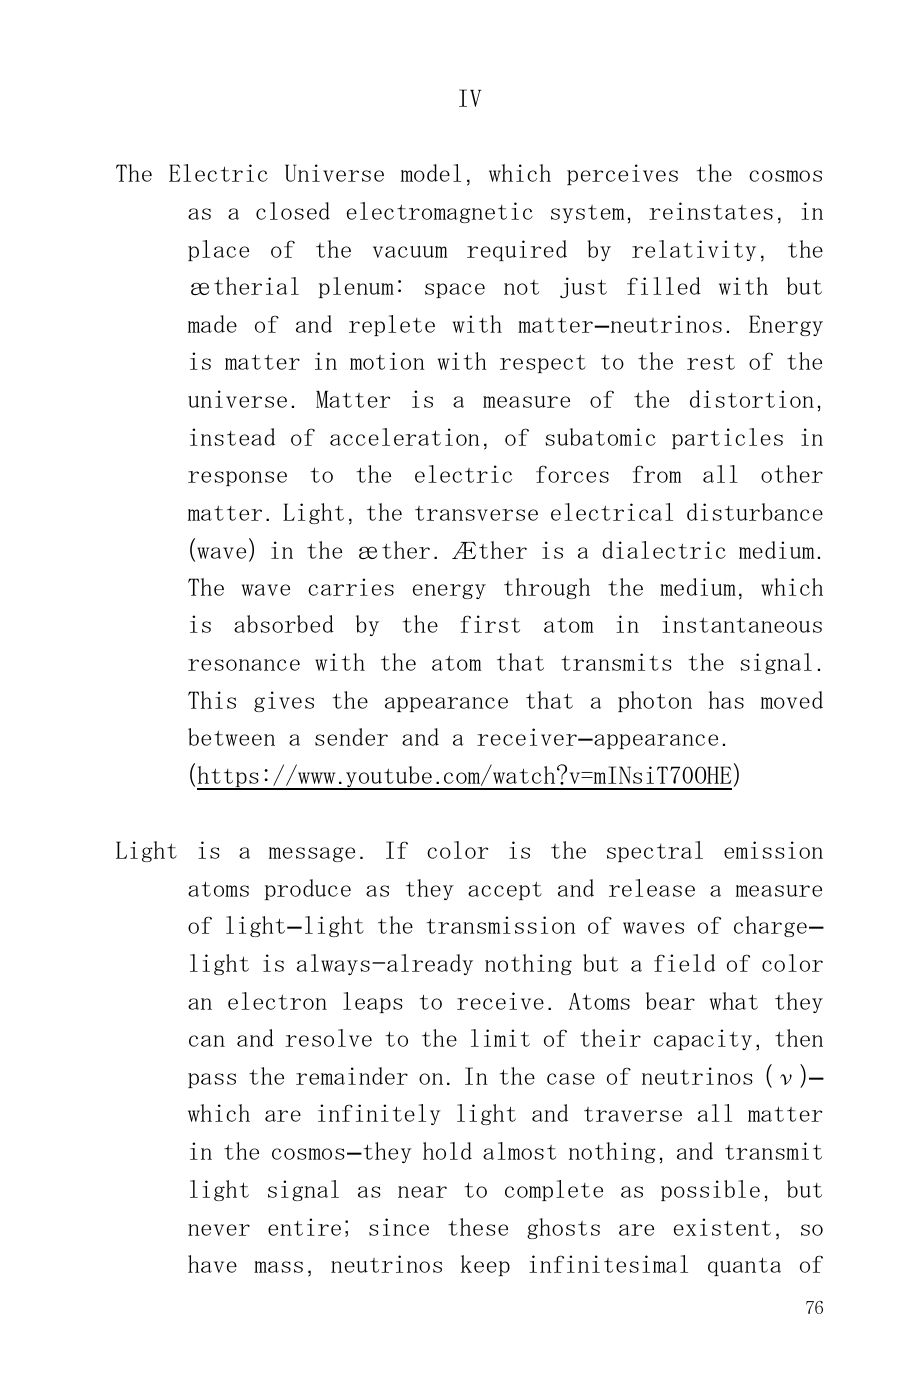 IV
The Electric Universe model, which perceives the cosmos
as a closed electromagnetic system, reinstates, in
place of the vacuum required by relativity, the
ætherial plenum: space not just filled with but
made of and replete with matter—neutrinos. Energy
is matter in motion with respect to the rest of the
universe. Matter is a measure of the distortion,
instead of acceleration, of subatomic particles in
response to the electric forces from all other
matter. Light, the transverse electrical disturbance
(wave) in the æther. Æther is a dialectric medium.
The wave carries energy through the medium, which
is absorbed by the first atom in instantaneous
resonance with the atom that transmits the signal.
This gives the appearance that a photon has moved
between a sender and a receiver—appearance.
(https://www.youtube.com/watch?v=mINsiT70OHE)
Light is a message. If color is the spectral emission
atoms produce as they accept and release a measure
of light—light the transmission of waves of charge—
light is always—already nothing but a field of color
an electron leaps to receive. Atoms bear what they
can and resolve to the limit of their capacity, then
pass the remainder on. In the case of neutrinos (ν)—
which are infinitely light and traverse all matter
in the cosmos—they hold almost nothing, and transmit
light signal as near to complete as possible, but
never entire; since these ghosts are existent, so
have mass, neutrinos keep infinitesimal quanta of
76